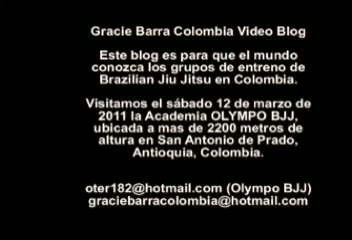 Gracie Barra Colombia Video Blog
Este blog es para que el mundo
conozca los grupos de entreno de
Brazilian Jiu Jitsu en Colombia.
Visitamos el sábado 12 de marzo de
2011 la Academia OLYMPO BJJ,
ubicada a mas de 2200 metros de
altura en San Antonio de Prado,
Antioquia, Colombia.
oter182@hotmail.com (Olympo BJJ)
graciebarracolombia@hotmail.com